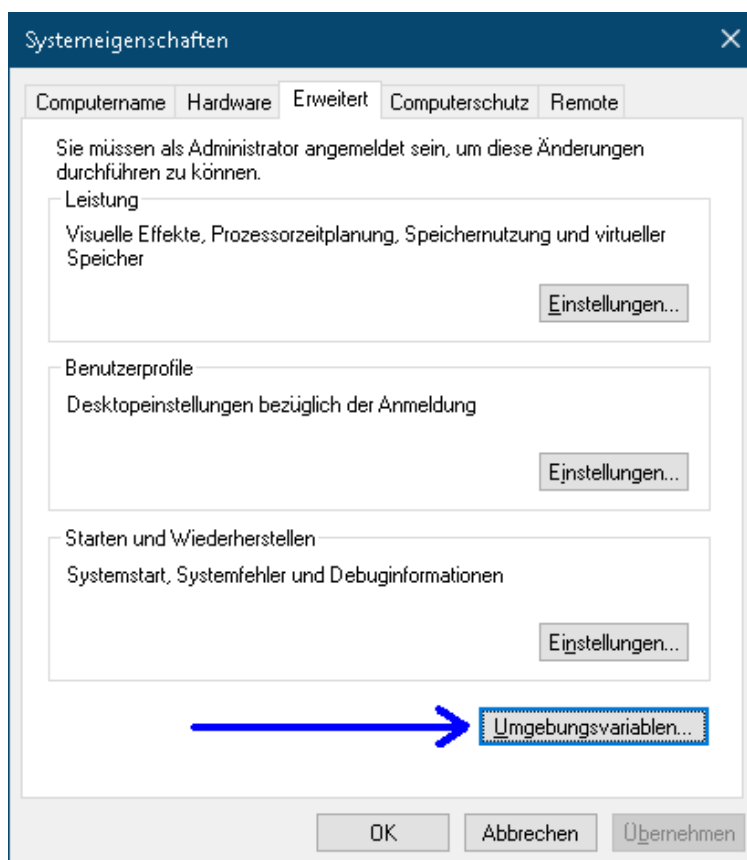 Systemeigenschaften
Computername Hardware Erweitert Computerschutz Remote
Sie müssen als Administrator angemeldet sein, um diese Änderungen
durchführen zu können.
Leistung
Visuelle Effekte, Prozessorzeitplanung, Speichernutzung und virtueller
Speicher
Einstellungen...
Benutzerprofile
Desktopeinstellungen bezüglich der Anmeldung
Einstellungen...
Starten und Wiederherstellen
Systemstart, Systemfehler und Debuginformationen
Einstellungen...
Umgebungsvariablen...
OK Abbrechen Übernehmen